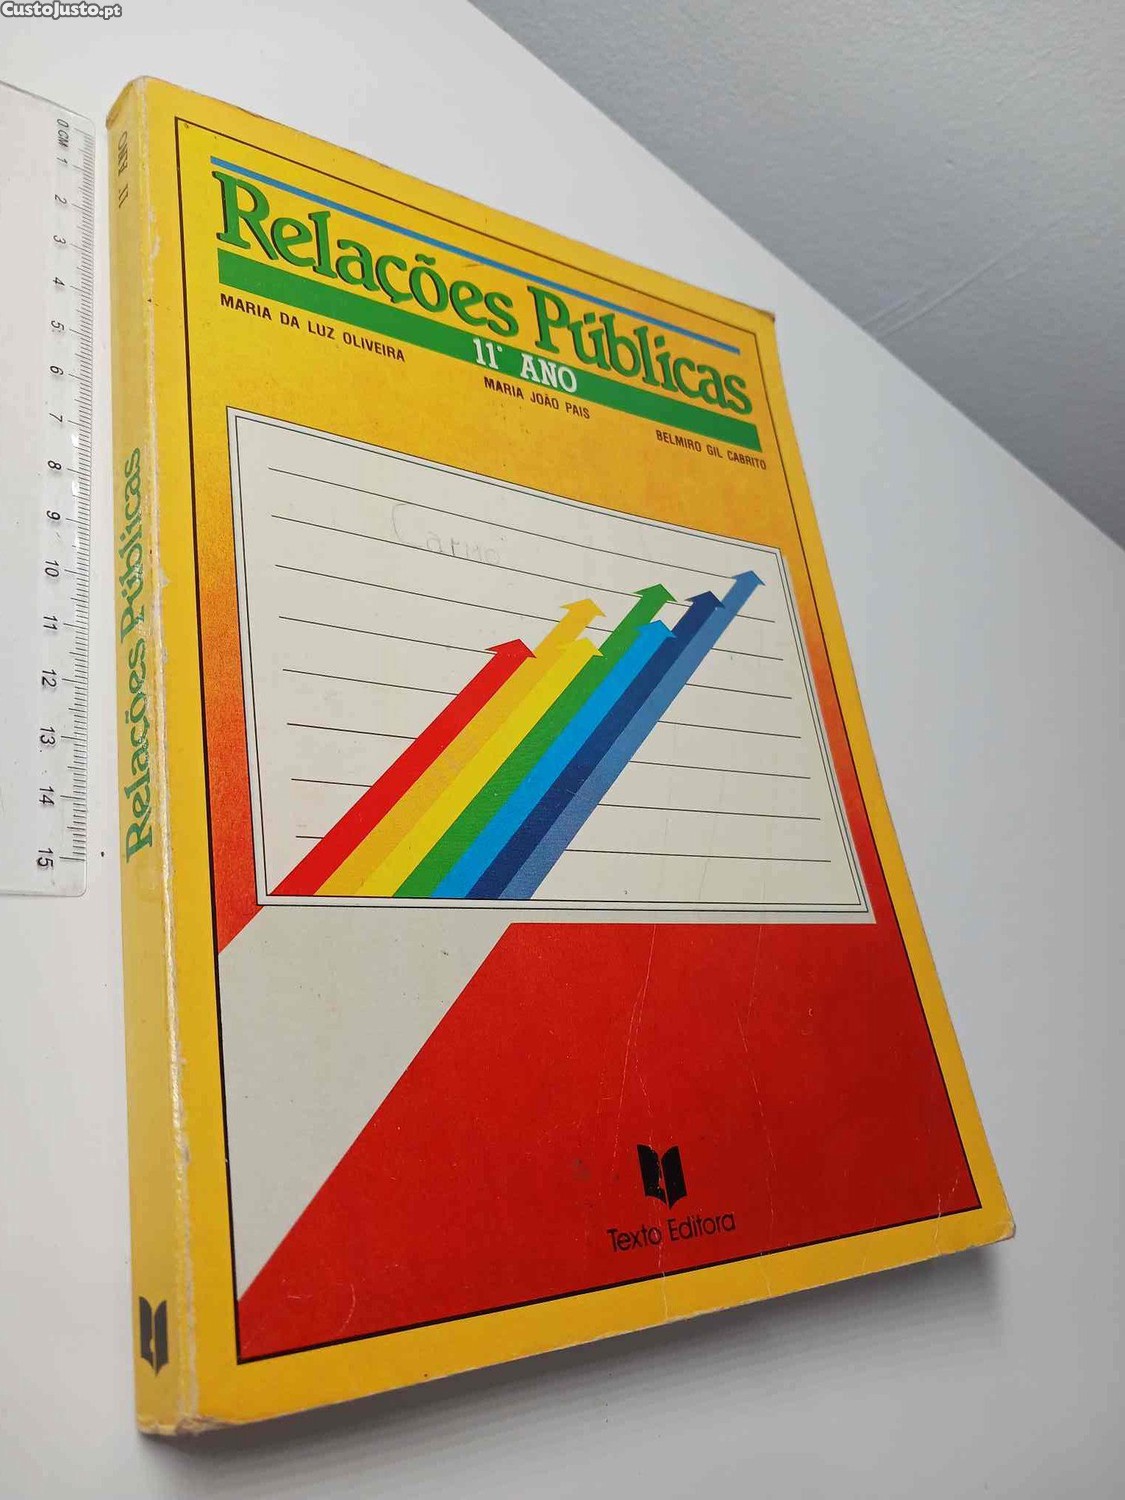 CustoJusto.pt
Relações Públicas
11º ANO
MARIA DA LUZ OLIVEIRA
MARIA JOÃO PAIS
BELMIRO GIL CABRITO
Carmo
Texto Editora
11º ANO
Relações Públicas
0 CM 1 2 3 4 5 6 7 8 9 10 11 12 13 14 15